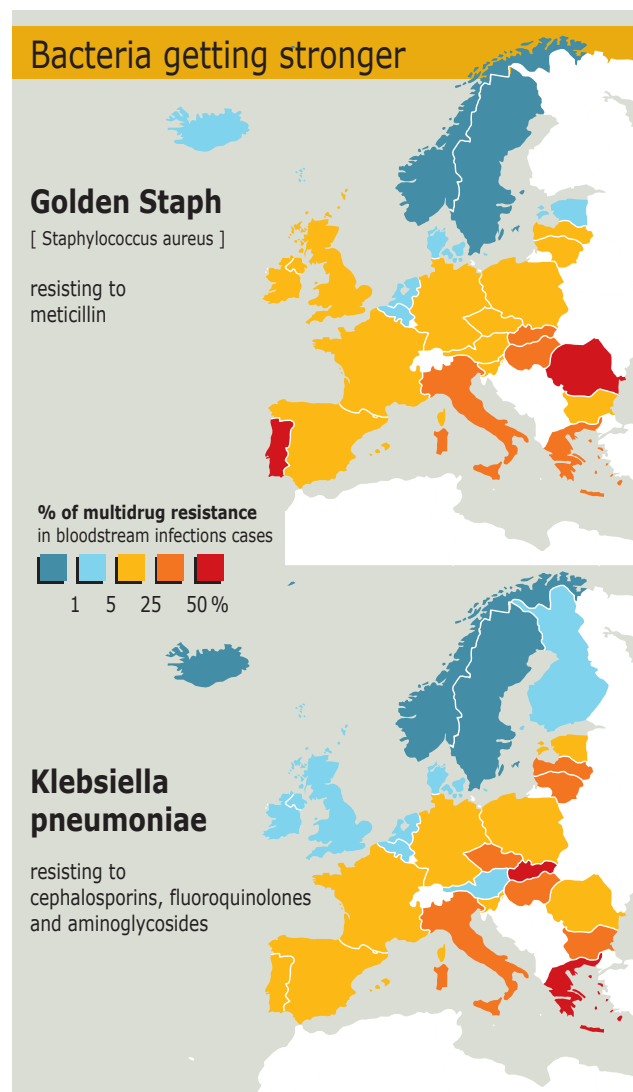 Bacteria getting stronger
Golden Staph
[ Staphylococcus aureus ]
resisting to
meticillin
% of multidrug resistance
in bloodstream infections cases
1 5 25 50 %
Klebsiella
pneumoniae
resisting to
cephalosporins, fluoroquinolones
and aminoglycosides